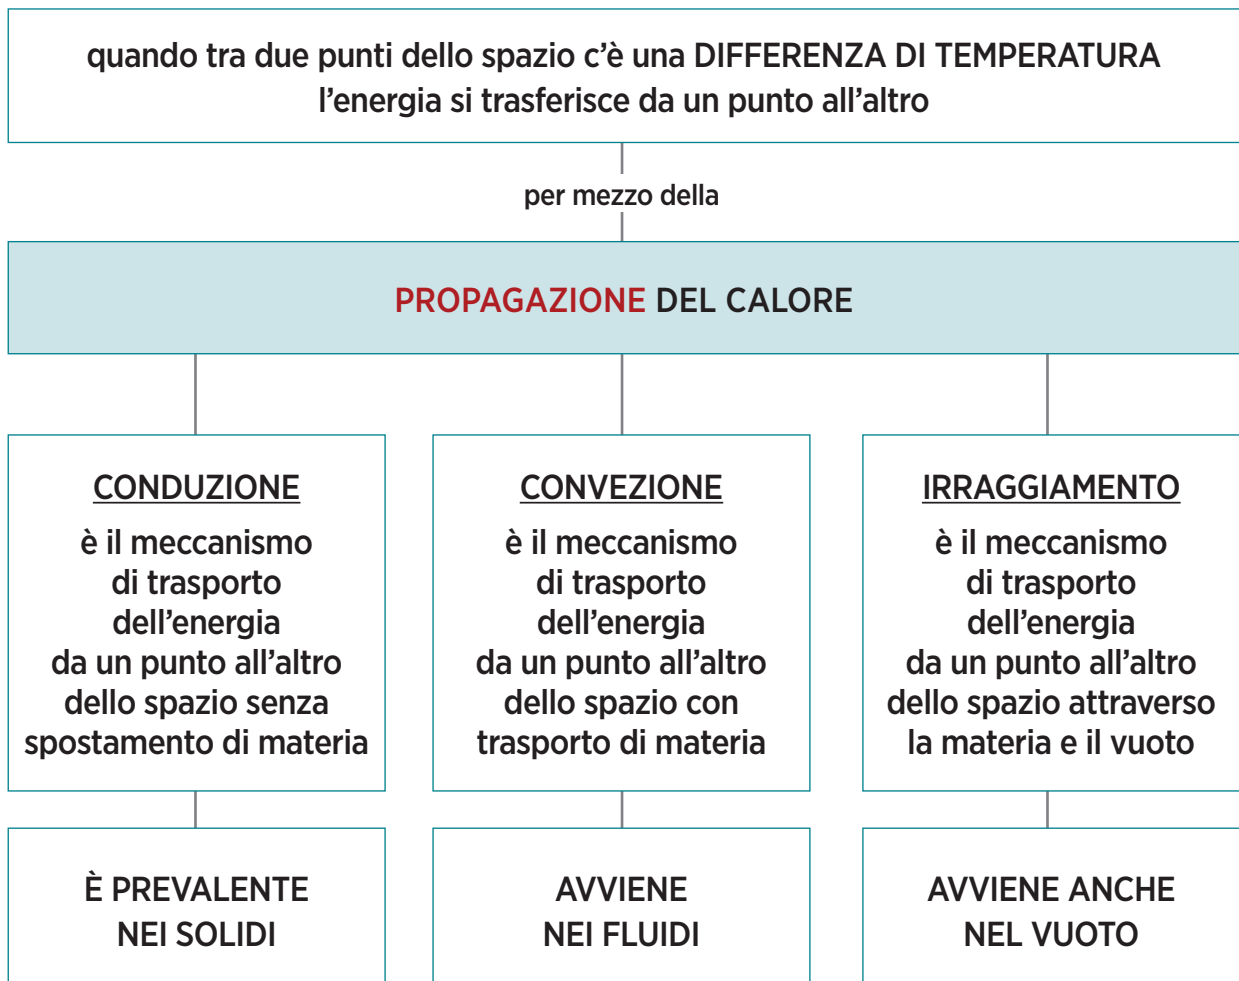 quando tra due punti dello spazio c’è una DIFFERENZA DI TEMPERATURA
l’energia si trasferisce da un punto all’altro
per mezzo della
PROPAGAZIONE DEL CALORE
CONDUZIONE
è il meccanismo
di trasporto
dell’energia
da un punto all’altro
dello spazio senza
spostamento di materia
È PREVALENTE
NEI SOLIDI
CONVEZIONE
è il meccanismo
di trasporto
dell’energia
da un punto all’altro
dello spazio con
trasporto di materia
AVVIENE
NEI FLUIDI
IRRAGGIAMENTO
è il meccanismo
di trasporto
dell’energia
da un punto all’altro
dello spazio attraverso
la materia e il vuoto
AVVIENE ANCHE
NEL VUOTO